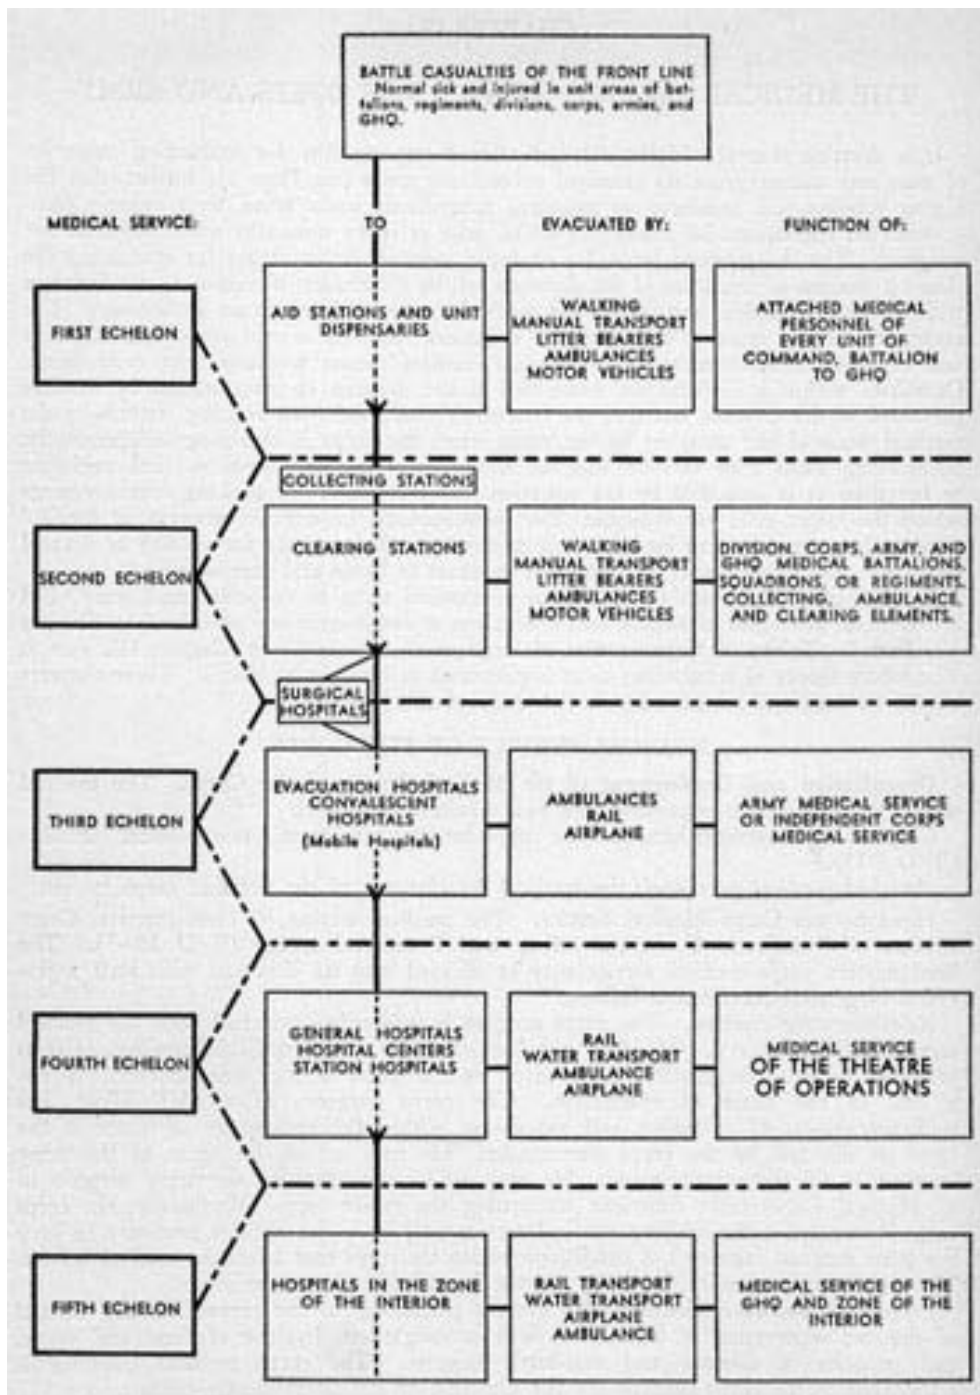 BATTLE CASUALTIES OF THE FRONT LINE
Normal sick and injured in unit areas of bat-
talions, regiments, divisions, corps, armies, and
GHQ.
MEDICAL SERVICE:
TO
EVACUATED BY:
FUNCTION OF:
FIRST ECHELON
AID STATIONS AND UNIT
DISPENSARIES
WALKING
MANUAL TRANSPORT
LITTER BEARERS
AMBULANCES
MOTOR VEHICLES
ATTACHED MEDICAL
PERSONNEL OF
EVERY UNIT OF
COMMAND, BATTALION
TO GHQ
COLLECTING STATIONS
SECOND ECHELON
CLEARING STATIONS
WALKING
MANUAL TRANSPORT
LITTER BEARERS
AMBULANCES
MOTOR VEHICLES
DIVISION, CORPS, ARMY, AND
GHQ MEDICAL BATTALIONS,
SQUADRONS, OR REGIMENTS,
COLLECTING, AMBULANCE,
AND CLEARING ELEMENTS.
SURGICAL
HOSPITALS
THIRD ECHELON
EVACUATION HOSPITALS
CONVALESCENT
HOSPITALS
(Mobile Hospitals)
AMBULANCES
RAIL
AIRPLANE
ARMY MEDICAL SERVICE
OR INDEPENDENT CORPS
MEDICAL SERVICE
FOURTH ECHELON
GENERAL HOSPITALS
HOSPITAL CENTERS
STATION HOSPITALS
RAIL
WATER TRANSPORT
AMBULANCE
AIRPLANE
MEDICAL SERVICE
OF THE THEATRE
OF OPERATIONS
FIFTH ECHELON
HOSPITALS IN THE ZONE
OF THE INTERIOR
RAIL TRANSPORT
WATER TRANSPORT
AIRPLANE
AMBULANCE
MEDICAL SERVICE OF THE
GHQ AND ZONE OF THE
INTERIOR